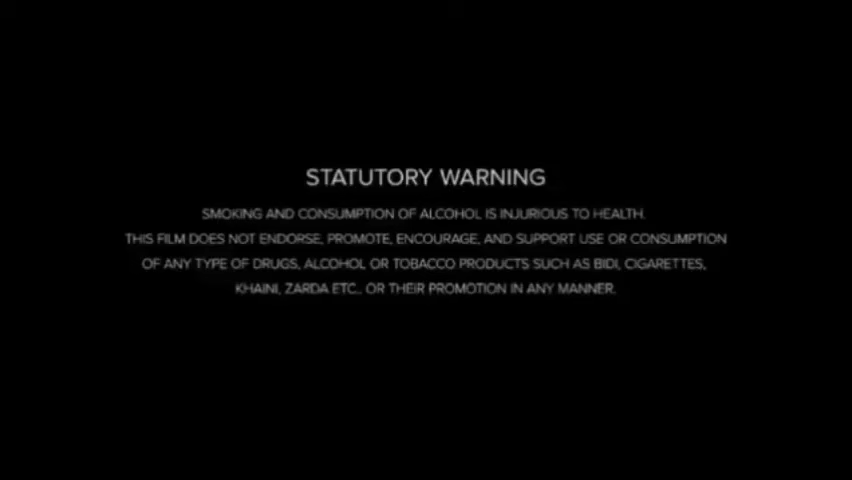 STATUTORY WARNING
SMOKING AND CONSUMPTION OF ALCOHOL IS INJURIOUS TO HEALTH.
THIS FILM DOES NOT ENDORSE, PROMOTE, ENCOURAGE, AND SUPPORT USE OR CONSUMPTION
OF ANY TYPE OF DRUGS, ALCOHOL OR TOBACCO PRODUCTS SUCH AS BIDI, CIGARETTES,
KHAINI, ZARDA ETC.. OR THEIR PROMOTION IN ANY MANNER.